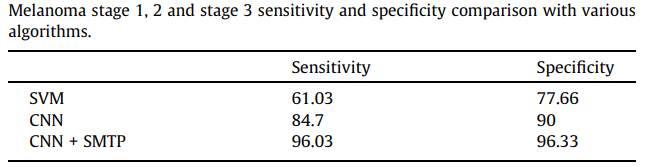 Melanoma stage 1, 2 and stage 3 sensitivity and specificity comparison with various
algorithms.
Sensitivity Specificity
SVM 61.03 77.66
CNN 84.7 90
CNN + SMTP 96.03 96.33